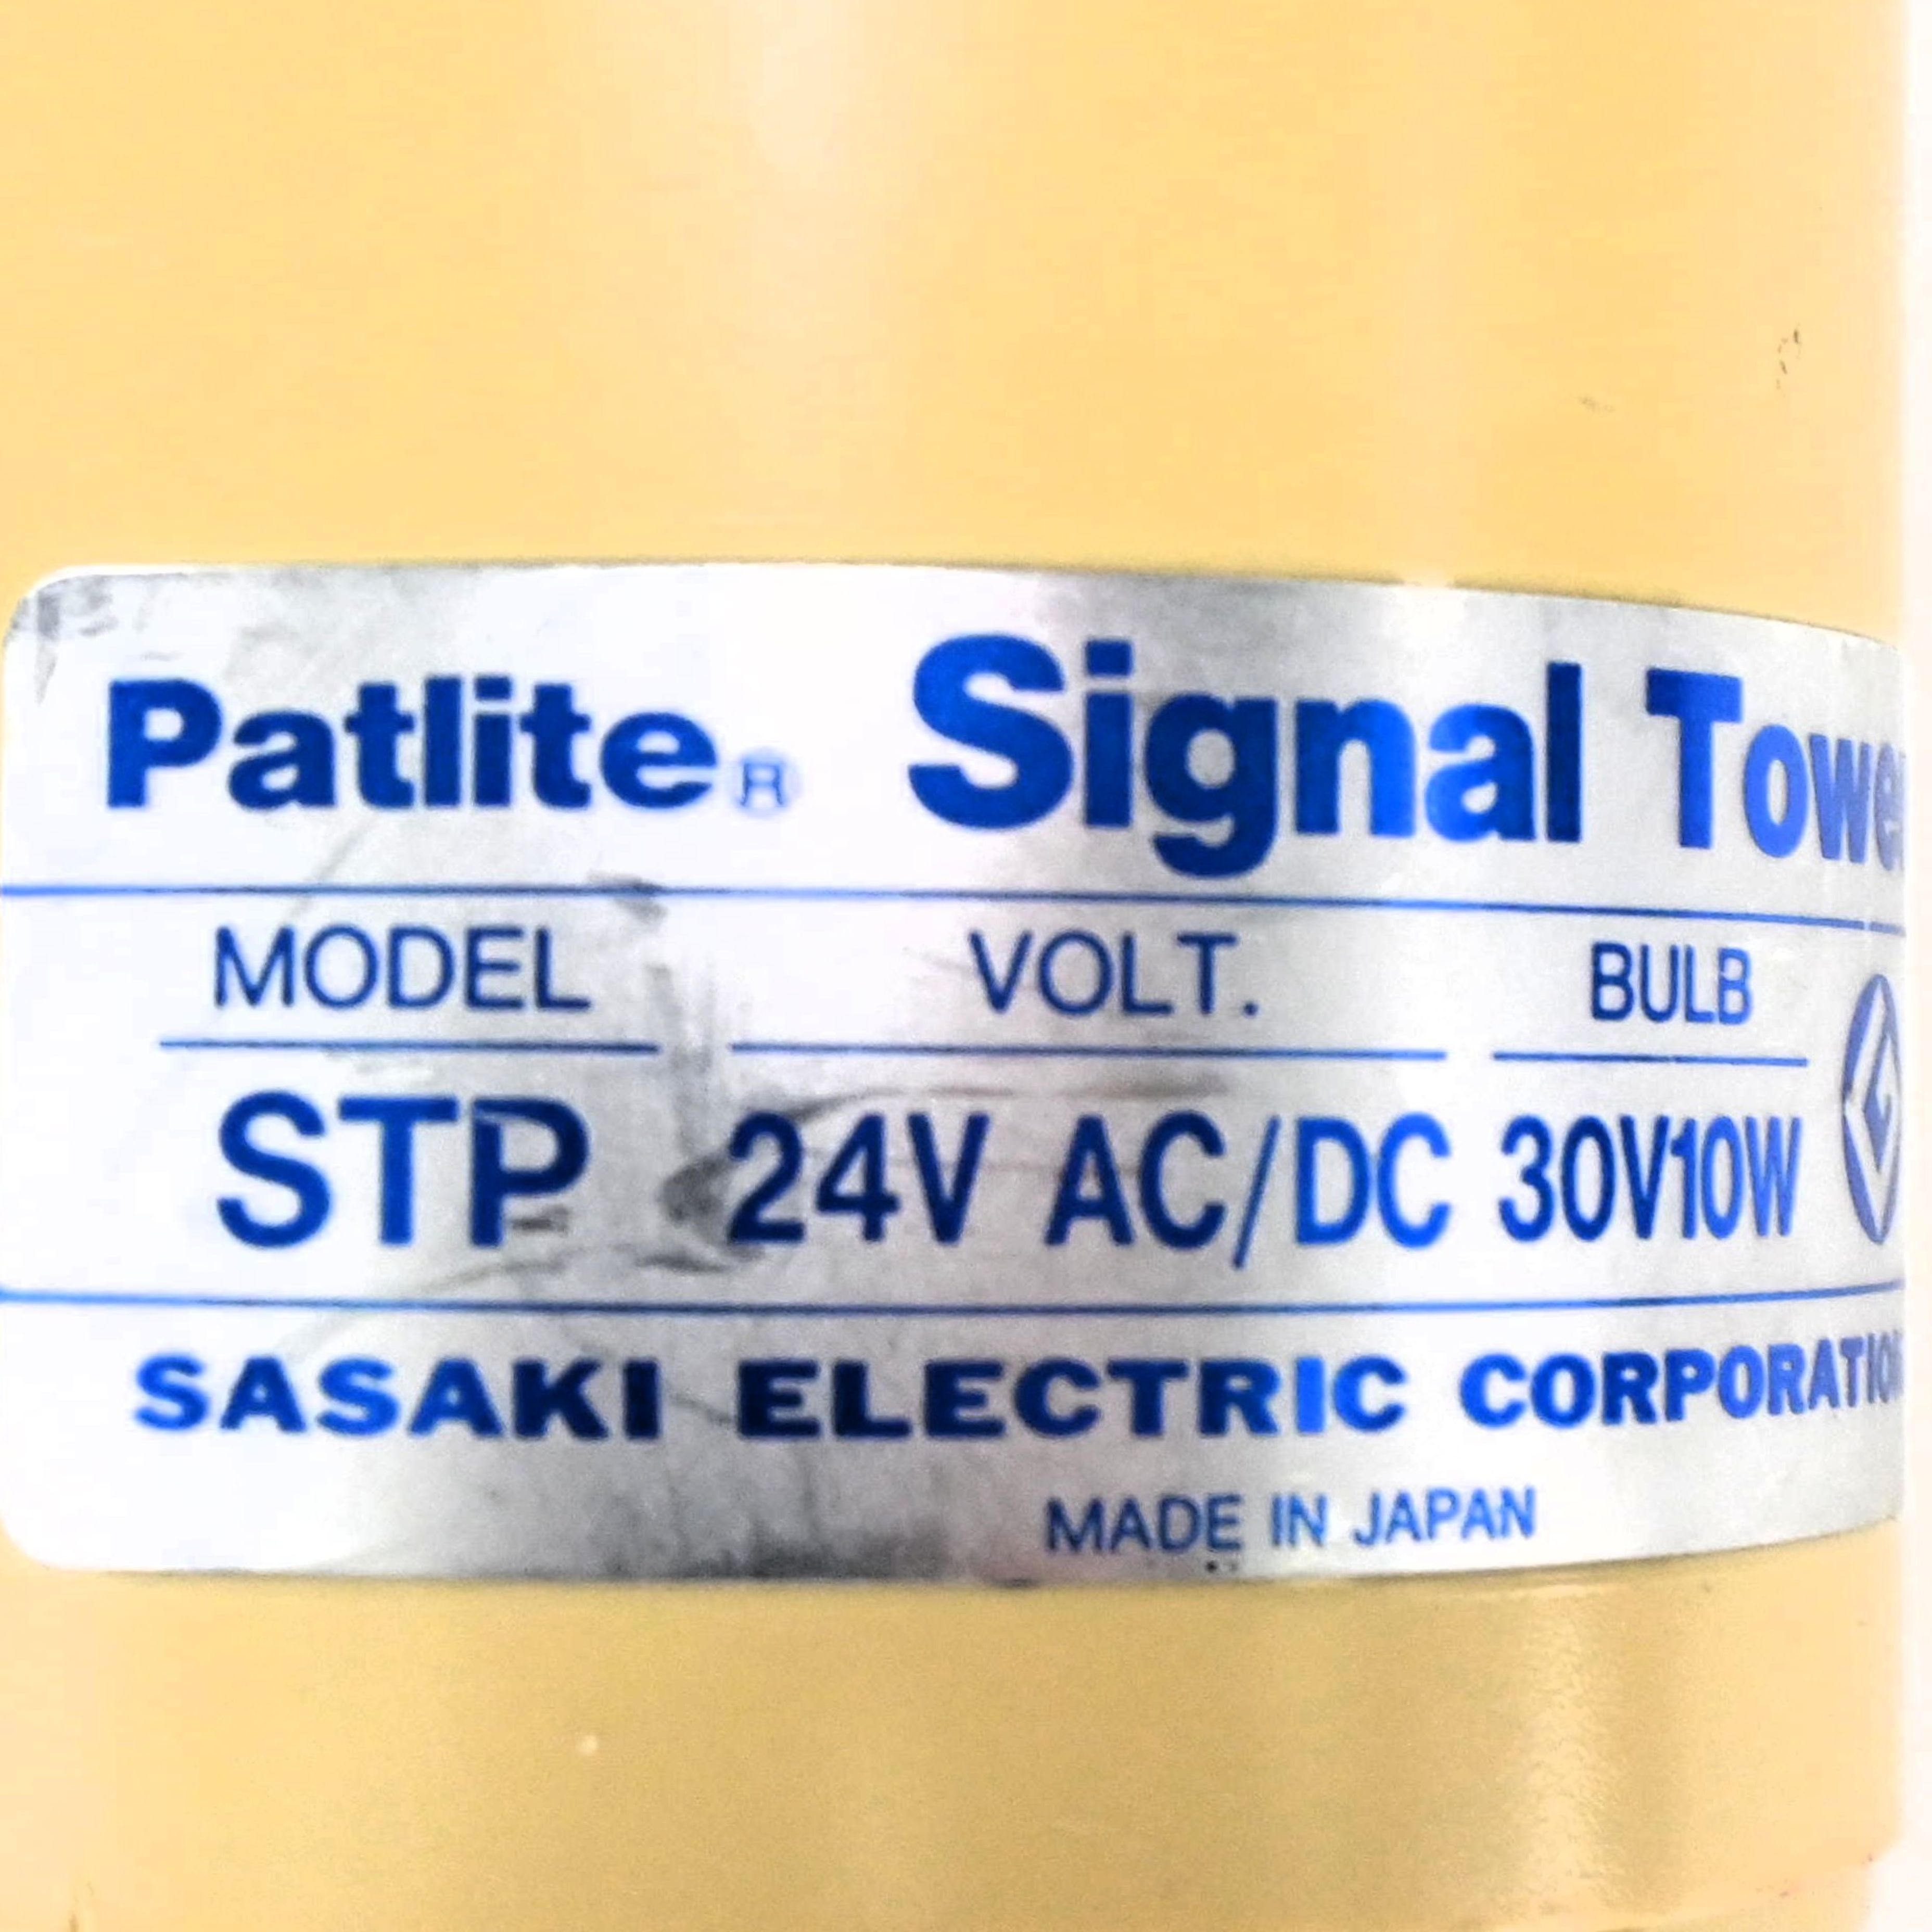 Patlite® Signal Tower
MODEL VOLT. BULB
STP 24V AC/DC 30V10W
SASAKI ELECTRIC CORPORATION
MADE IN JAPAN